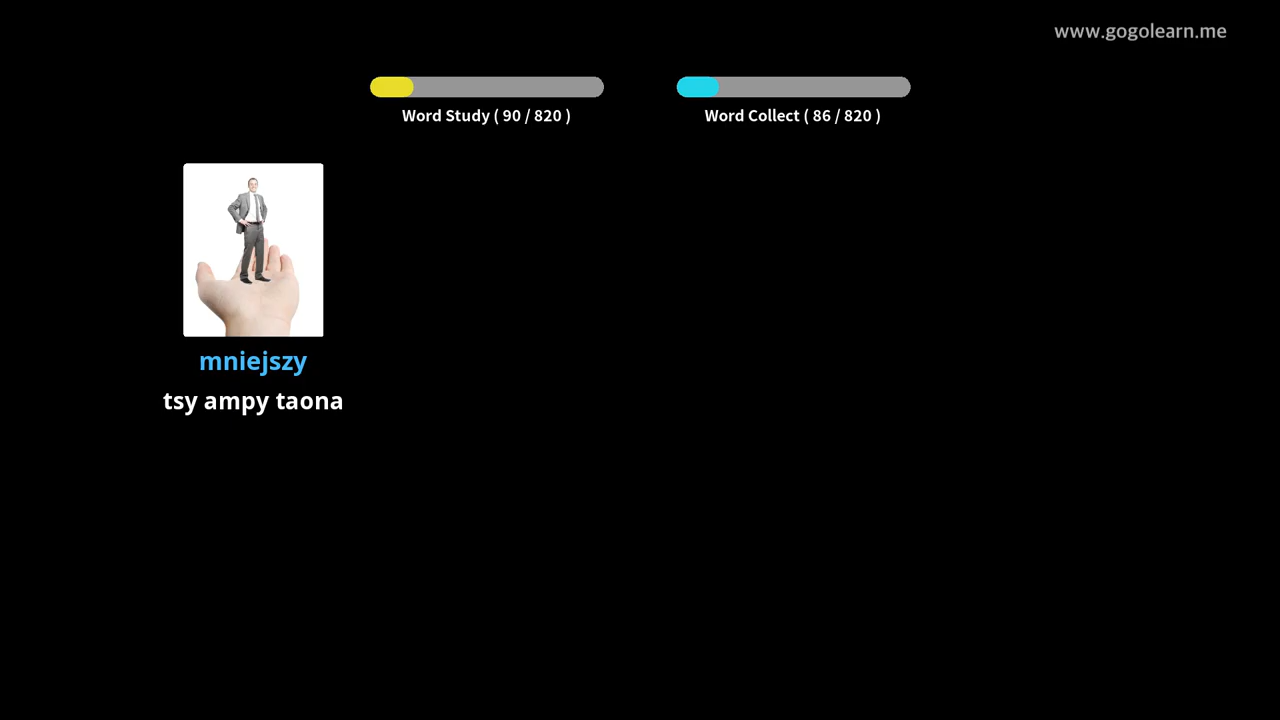 www.gogolearn.me
Word Study ( 90 / 820 )
Word Collect ( 86 / 820 )
mniejszy
tsy ampy taona